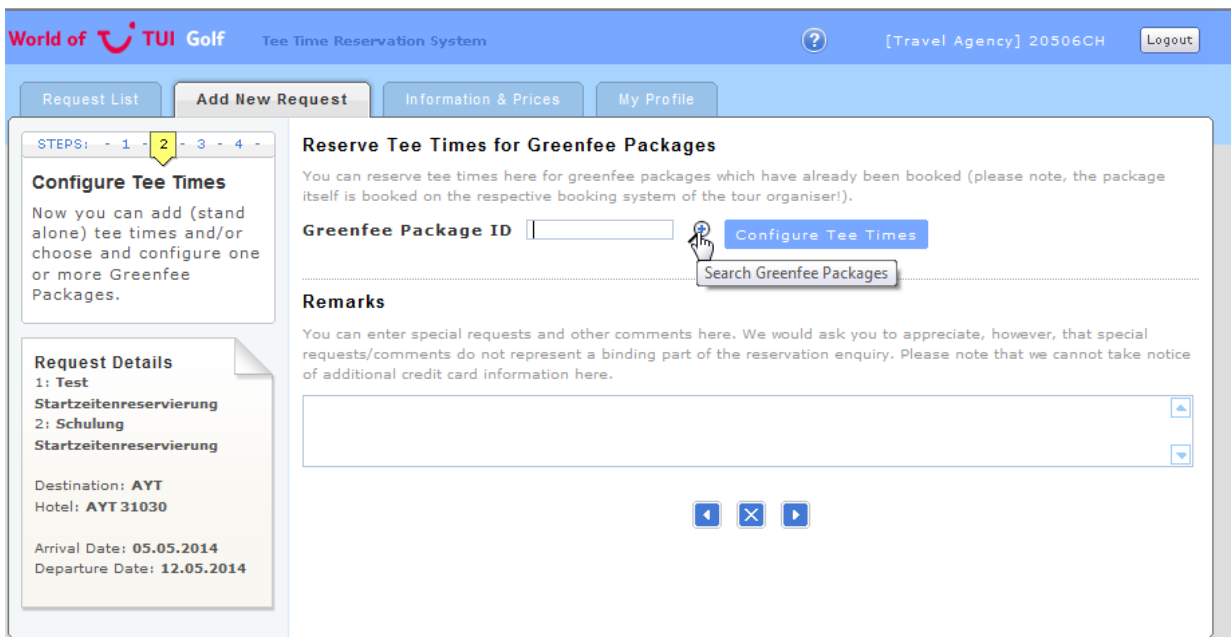 World of TUI Golf Tee Time Reservation System [Travel Agency] 20506CH Logout
Request List Add New Request Information & Prices My Profile
STEPS: - 1 - 2 - 3 - 4 -
Configure Tee Times
Now you can add (stand
alone) tee times and/or
choose and configure one
or more Greenfee
Packages.
Request Details
1: Test
Startzeitenreservierung
2: Schulung
Startzeitenreservierung
Destination: AYT
Hotel: AYT 31030
Arrival Date: 05.05.2014
Departure Date: 12.05.2014
Reserve Tee Times for Greenfee Packages
You can reserve tee times here for greenfee packages which have already been booked (please note, the package
itself is booked on the respective booking system of the tour organiser!).
Greenfee Package ID Configure Tee Times
Search Greenfee Packages
Remarks
You can enter special requests and other comments here. We would ask you to appreciate, however, that special
requests/comments do not represent a binding part of the reservation enquiry. Please note that we cannot take notice
of additional credit card information here.